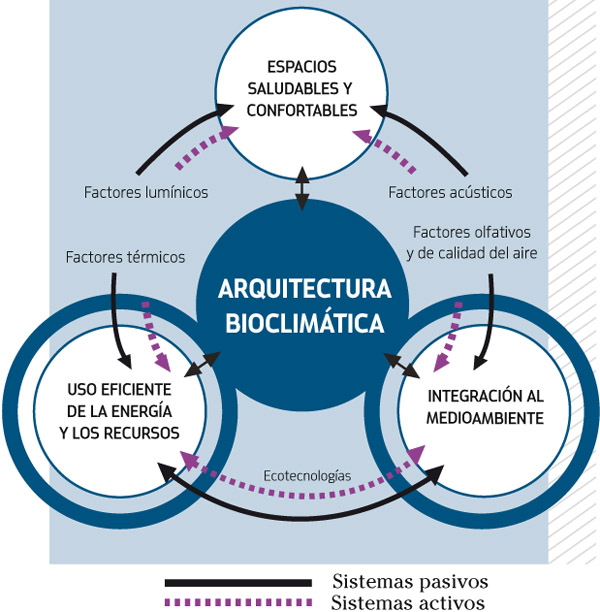 ESPACIOS
SALUDABLES Y
CONFORTABLES
Factores lumínicos
Factores acústicos
Factores térmicos
Factores olfativos
y de calidad del aire
ARQUITECTURA
BIOCLIMÁTICA
USO EFICIENTE
DE LA ENERGÍA
Y LOS RECURSOS
INTEGRACIÓN AL
MEDIOAMBIENTE
Ecotecnologías
Sistemas pasivos
Sistemas activos